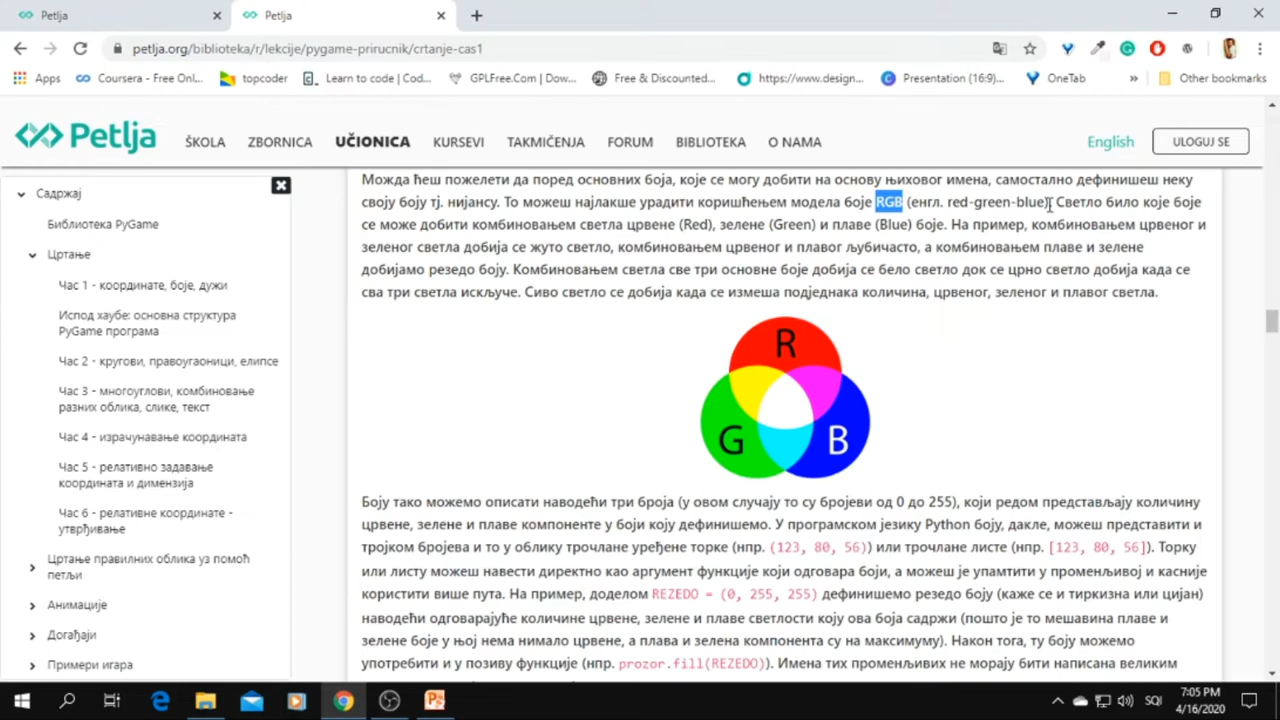 Petlja
Petlja
petlja.org/biblioteka/r/lekcije/pygame-prirucnik/crtanje-cas1
Apps
Coursera - Free Onl...
topcoder
Learn to code | Cod...
GPLFree.Com | Dow...
Free & Discounted...
https://www.design...
Presentation (16:9)...
OneTab
»
Other bookmarks
Petlja
ŠKOLA
ZBORNICA
UČIONICA
KURSEVI
TAKMIČENJA
FORUM
BIBLIOTEKA
O NAMA
English
ULOGUJ SE
Садржај
Библиотека PyGame
Цртање
Час 1 - координате, боје, дужи
Испод хаубе: основна структура
PyGame програма
Час 2 - кругови, правоугаоници, елипсе
Час 3 - многоуглови, комбиновање
разних облика, слике, текст
Час 4 - израчунавање координата
Час 5 - релативно задавање
координата и димензија
Час 6 - релативне координате -
утврђивање
Цртање правилних облика уз помоћ
петљи
Анимације
Догађаји
Примери игара
Можда ћеш пожелети да поред основних боја, које се могу добити на основу њиховог имена, самостално дефинишеш неку
своју боју тј. нијансу. То можеш најлакше урадити коришћењем модела боје RGB (енгл. red-green-blue). Светло било које боје
се може добити комбиновањем светла црвене (Red), зелене (Green) и плаве (Blue) боје. На пример, комбиновањем црвеног и
зеленог светла добија се жуто светло, комбиновањем црвеног и плавог љубичасто, а комбиновањем плаве и зелене
добијамо резедо боју. Комбиновањем светла све три основне боје добија се бело светло док се црно светло добија када се
сва три светла искључе. Сиво светло се добија када се измеша подједнака количина, црвеног, зеленог и плавог светла.
R
G
B
Боју тако можемо описати наводећи три броја (у овом случају то су бројеви од 0 до 255), који редом представљају количину
црвене, зелене и плаве компоненте у боји коју дефинишемо. У програмском језику Python боју, дакле, можеш представити и
тројком бројева и то у облику трочлане уређене торке (нпр. (123, 80, 56)) или трочлане листе (нпр. [123, 80, 56]). Торку
или листу можеш навести директно као аргумент функције који одговара боји, а можеш је упамтити у променљивој и касније
користити више пута. На пример, доделом REZEDO = (0, 255, 255) дефинишемо резедо боју (каже се и тиркизна или цијан)
наводећи одговарајуће количине црвене, зелене и плаве светлости коју ова боја садржи (пошто је то мешавина плаве и
зелене боје у њој нема нимало црвене, а плава и зелена компонента су на максимуму). Након тога, ту боју можемо
употребити и у позиву функције (нпр. prozor.fill(REZEDO)). Имена тих променљивих не морају бити написана великим
SQI
7:05 PM
4/16/2020